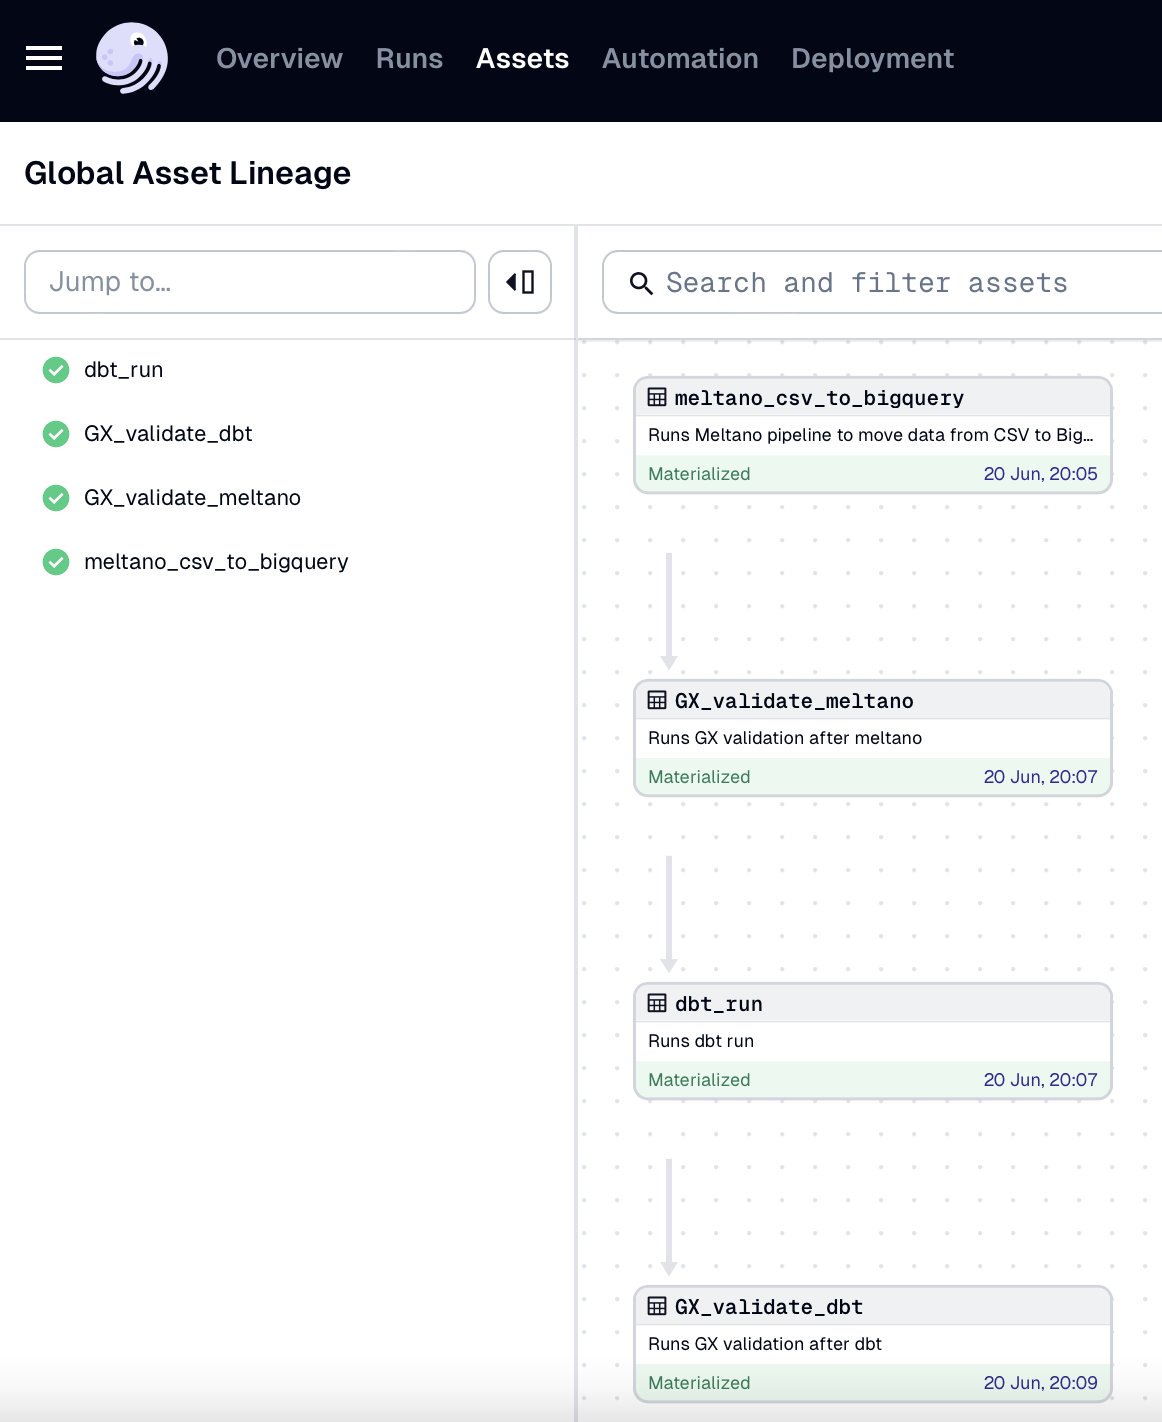 Overview Runs Assets Automation Deployment
Global Asset Lineage
Jump to…
Search and filter assets
dbt_run
GX_validate_dbt
GX_validate_meltano
meltano_csv_to_bigquery
meltano_csv_to_bigquery
Runs Meltano pipeline to move data from CSV to Big…
Materialized 20 Jun, 20:05
GX_validate_meltano
Runs GX validation after meltano
Materialized 20 Jun, 20:07
dbt_run
Runs dbt run
Materialized 20 Jun, 20:07
GX_validate_dbt
Runs GX validation after dbt
Materialized 20 Jun, 20:09